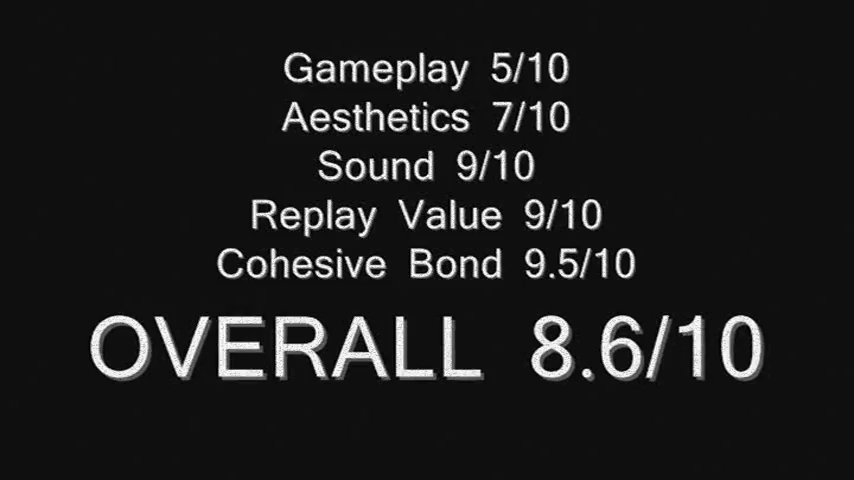 Gameplay 5/10
Aesthetics 7/10
Sound 9/10
Replay Value 9/10
Cohesive Bond 9.5/10
OVERALL 8.6/10